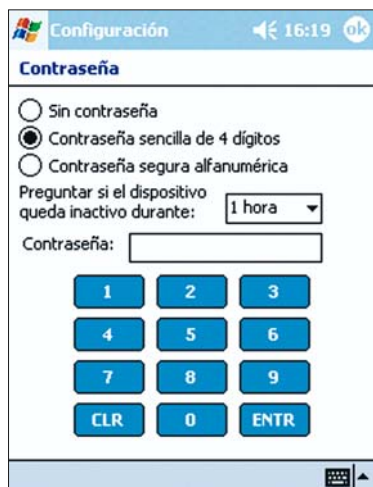 Configuración 16:19 ok
Contraseña
Sin contraseña
Contraseña sencilla de 4 dígitos
Contraseña segura alfanumérica
Preguntar si el dispositivo
queda inactivo durante: 1 hora
Contraseña:
1 2 3
4 5 6
7 8 9
CLR 0 ENTR